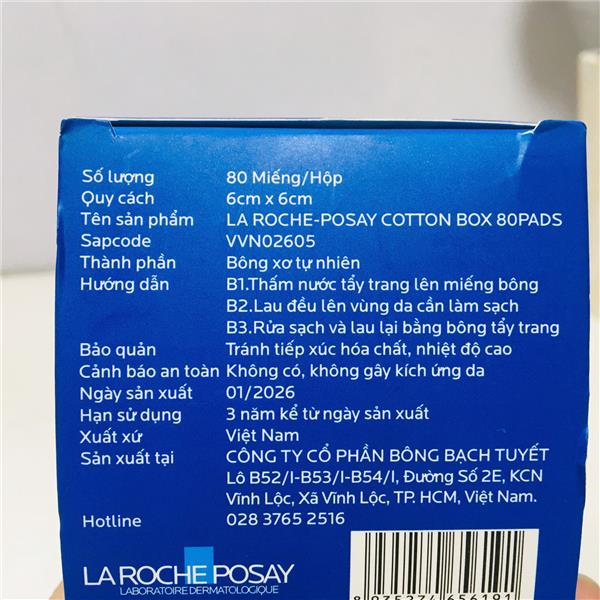 Số lượng 80 Miếng/Hộp
Quy cách 6cm x 6cm
Tên sản phẩm LA ROCHE-POSAY COTTON BOX 80PADS
Sapcode VVN02605
Thành phần Bông xơ tự nhiên
Hướng dẫn B1.Thấm nước tẩy trang lên miếng bông
B2.Lau đều lên vùng da cần làm sạch
B3.Rửa sạch và lau lại bằng bông tẩy trang
Bảo quản Tránh tiếp xúc hóa chất, nhiệt độ cao
Cảnh báo an toàn Không có, không gây kích ứng da
Ngày sản xuất 01/2026
Hạn sử dụng 3 năm kể từ ngày sản xuất
Xuất xứ Việt Nam
Sản xuất tại CÔNG TY CỔ PHẦN BÔNG BẠCH TUYẾT
Lô B52/I-B53/I-B54/I, Đường Số 2E, KCN
Vĩnh Lộc, Xã Vĩnh Lộc, TP. HCM, Việt Nam.
Hotline 028 3765 2516
LA ROCHE POSAY
LABORATOIRE DERMATOLOGIQUE